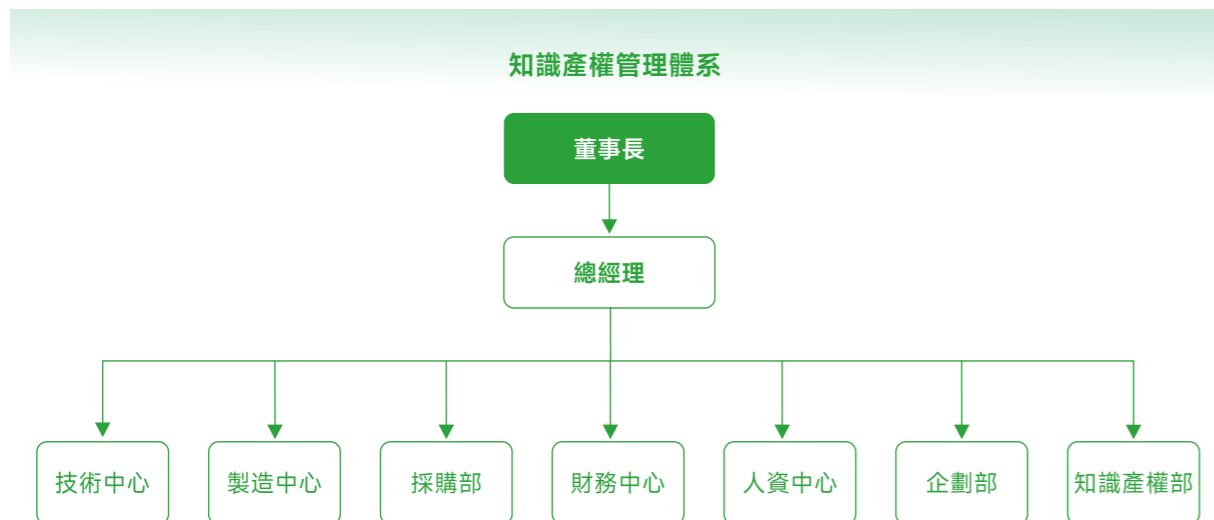 知識產權管理體系
董事長
總經理
技術中心
製造中心
採購部
財務中心
人資中心
企劃部
知識產權部